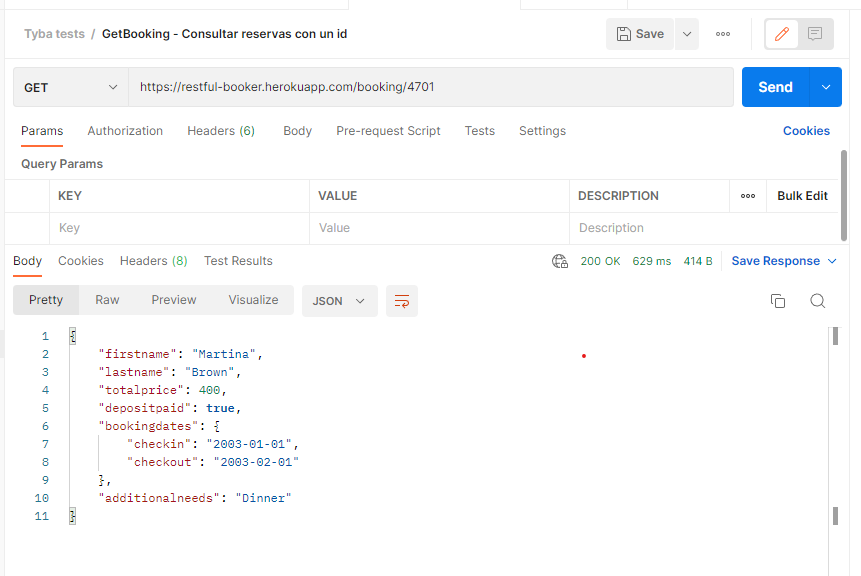 Tyba tests / GetBooking - Consultar reservas con un id
Save
GET
https://restful-booker.herokuapp.com/booking/4701
Send
Params Authorization Headers (6) Body Pre-request Script Tests Settings Cookies
Query Params
KEY VALUE DESCRIPTION Bulk Edit
Key Value Description
Body Cookies Headers (8) Test Results 200 OK 629 ms 414 B Save Response
Pretty Raw Preview Visualize JSON
1 {
2 "firstname": "Martina",
3 "lastname": "Brown",
4 "totalprice": 400,
5 "depositpaid": true,
6 "bookingdates": {
7 "checkin": "2003-01-01",
8 "checkout": "2003-02-01"
9 },
10 "additionalneeds": "Dinner"
11 }